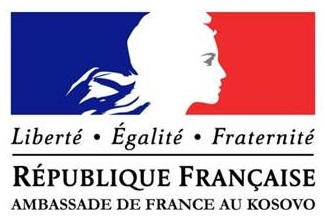 Liberté • Égalité • Fraternité
RÉPUBLIQUE FRANÇAISE
AMBASSADE DE FRANCE AU KOSOVO